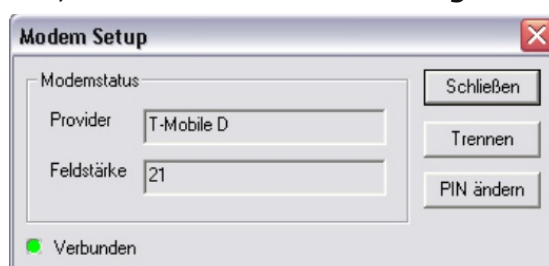 Modem Setup
Modemstatus
Schließen
Provider
T-Mobile D
Trennen
Feldstärke
21
PIN ändern
Verbunden